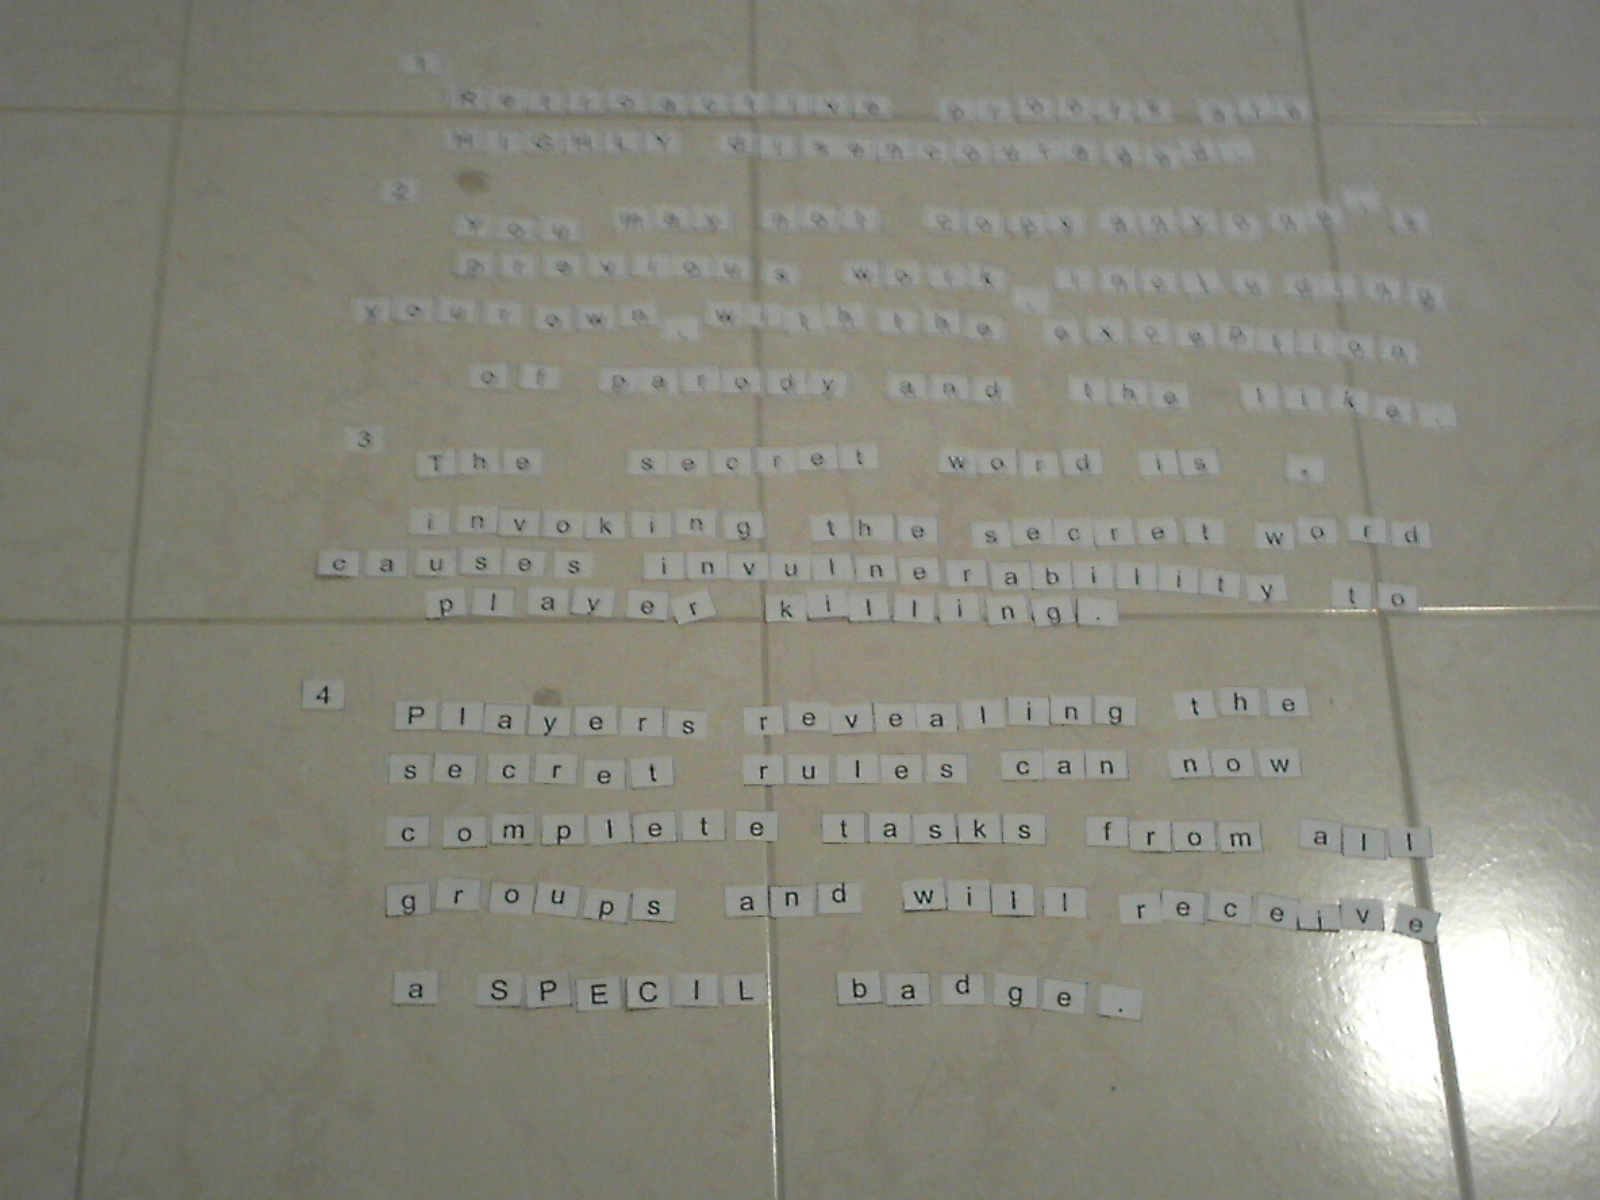 1
Retroactive proofs are
HIGHLY discouraged.
2
You may not copy anyone's
previous work, including
your own, with the exception
of parody and the like.
3
The secret word is ,
invoking the secret word
causes invulnerability to
player killing.
4
Players revealing the
secret rules can now
complete tasks from all
groups and will receive
a SPECIL badge.